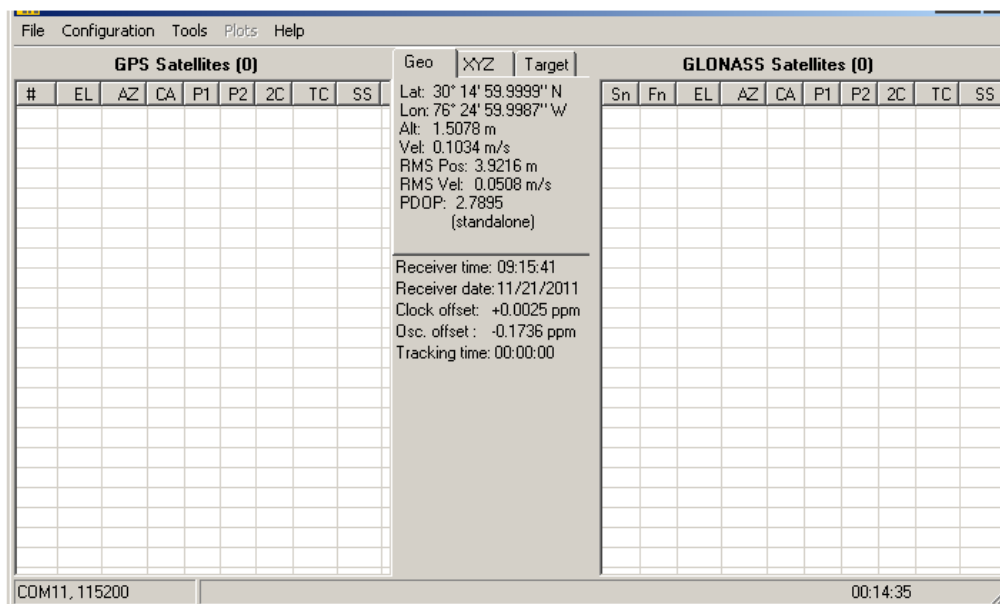 File Configuration Tools Plots Help
GPS Satellites (0)
# EL AZ CA P1 P2 2C TC SS
Geo XYZ Target
Lat: 30° 14' 59.9999'' N
Lon: 76° 24' 59.9987'' W
Alt: 1.5078 m
Vel: 0.1034 m/s
RMS Pos: 3.9216 m
RMS Vel: 0.0508 m/s
PDOP: 2.7895
(standalone)
Receiver time: 09:15:41
Receiver date: 11/21/2011
Clock offset: +0.0025 ppm
Osc. offset : -0.1736 ppm
Tracking time: 00:00:00
GLONASS Satellites (0)
Sn Fn EL AZ CA P1 P2 2C TC SS
COM11, 115200 00:14:35